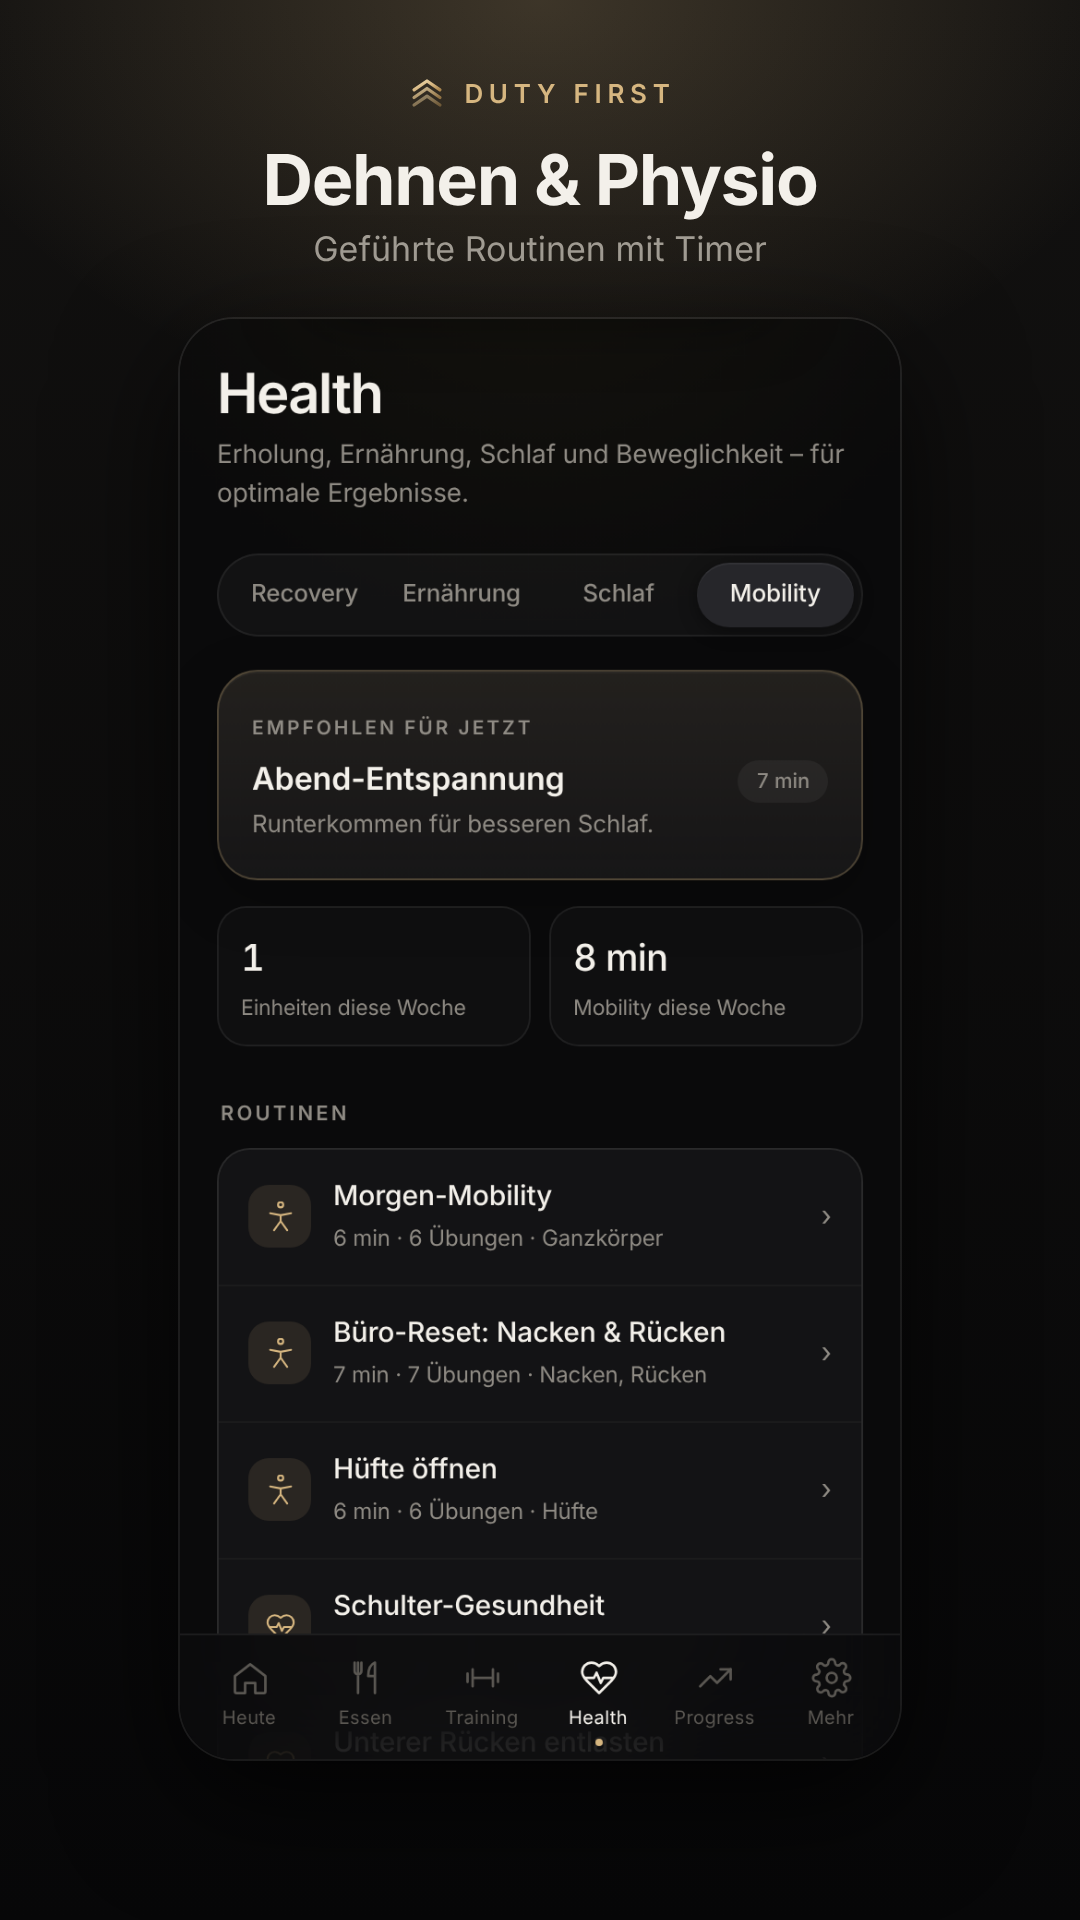 DUTY FIRST
Dehnen & Physio
Geführte Routinen mit Timer
Health
Erholung, Ernährung, Schlaf und Beweglichkeit – für
optimale Ergebnisse.
Recovery Ernährung Schlaf Mobility
EMPFOHLEN FÜR JETZT
Abend-Entspannung
7 min
Runterkommen für besseren Schlaf.
1
Einheiten diese Woche
8 min
Mobility diese Woche
ROUTINEN
Morgen-Mobility
6 min · 6 Übungen · Ganzkörper
›
Büro-Reset: Nacken & Rücken
7 min · 7 Übungen · Nacken, Rücken
›
Hüfte öffnen
6 min · 6 Übungen · Hüfte
›
Schulter-Gesundheit
›
Heute Essen Training Health Progress Mehr
Unterer Rücken entlasten